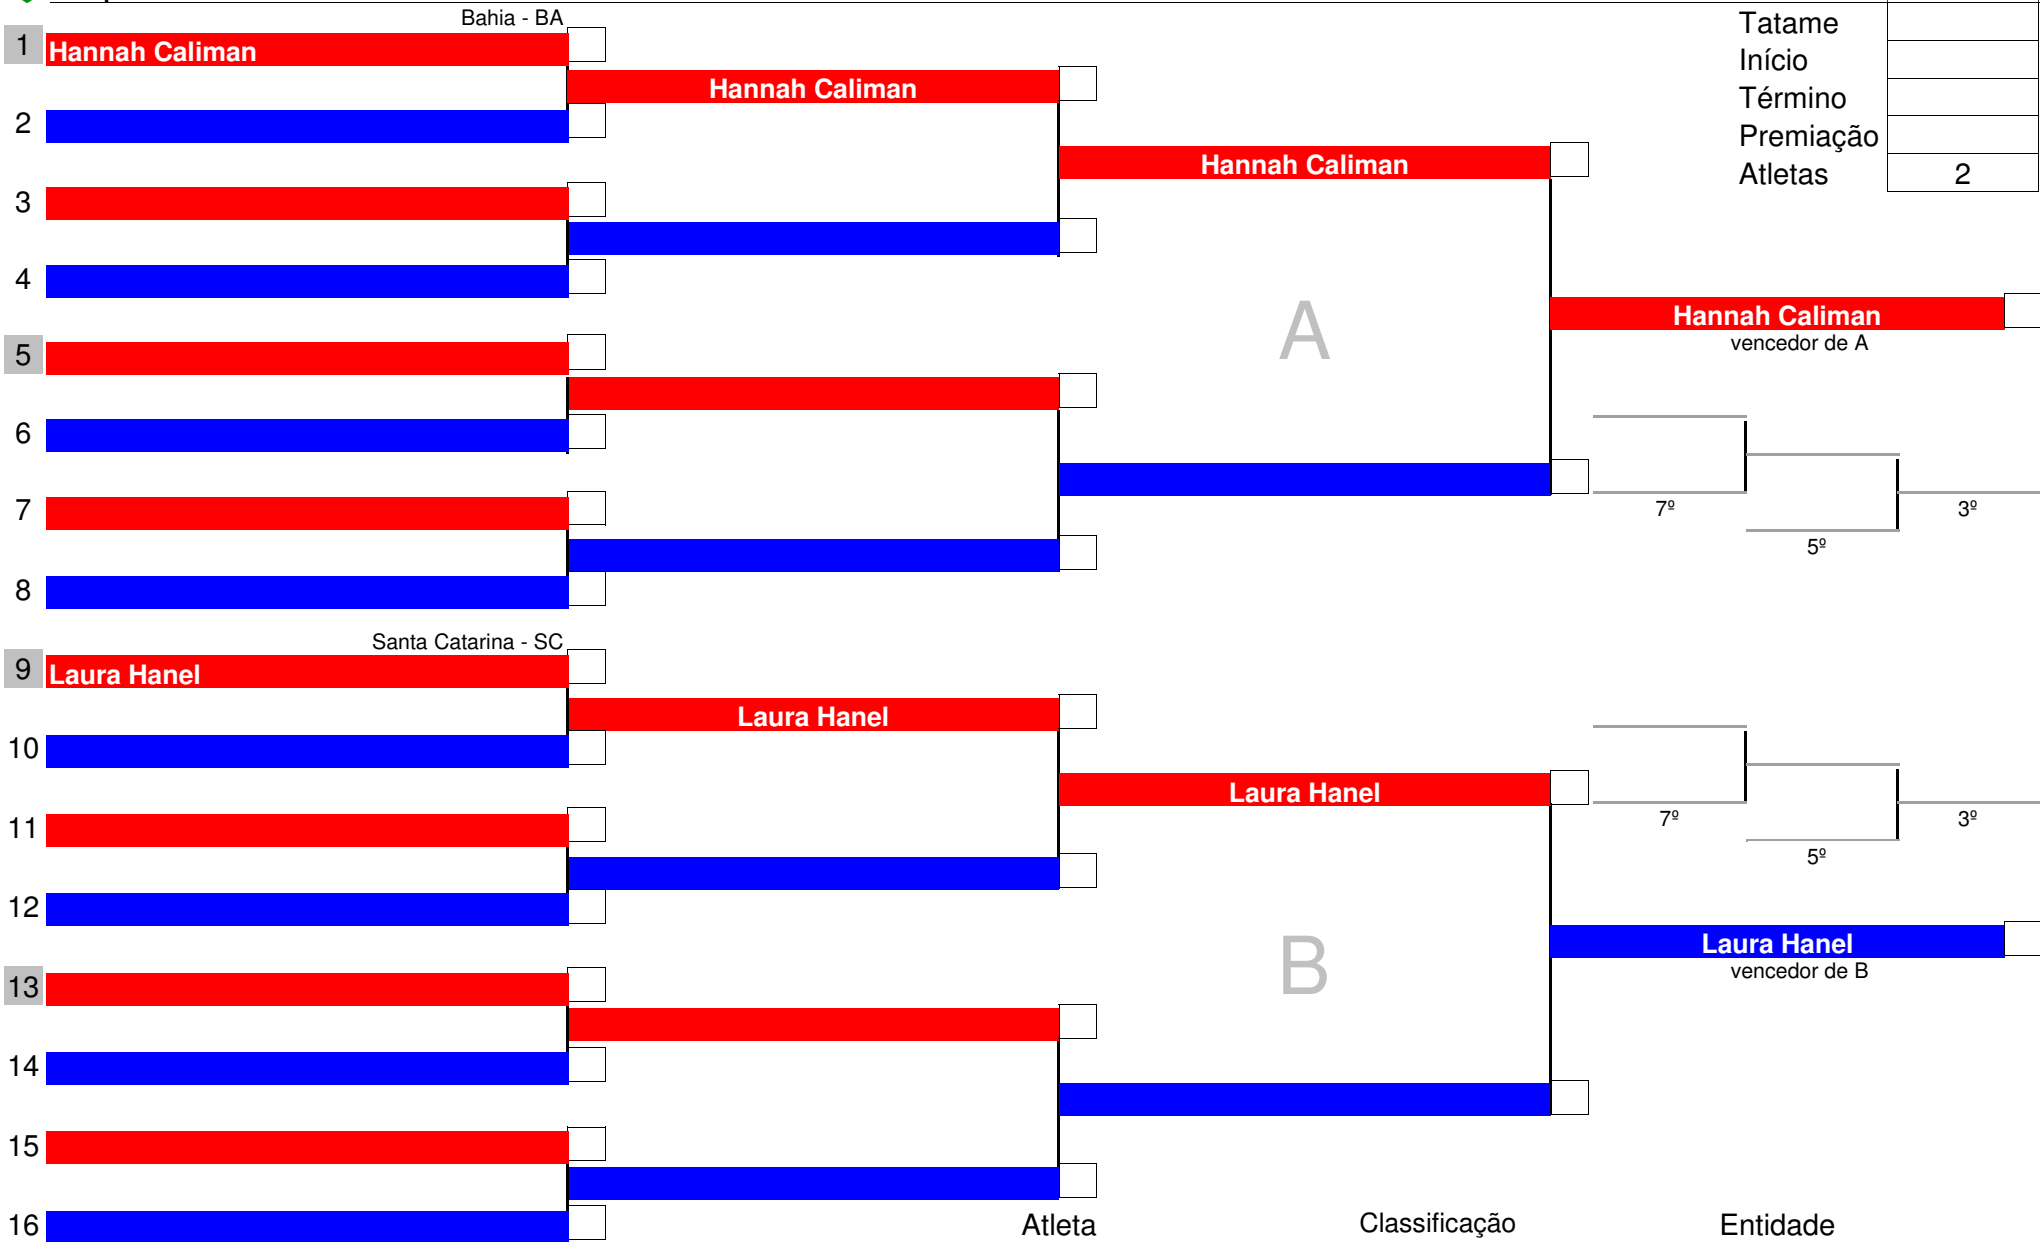 Bahia - BA
1 Hannah Caliman
Hannah Caliman
2
Hannah Caliman
3
4
Hannah Caliman
vencedor de A
A
5
6
7
8
7º
5º
3º
Tatame
Início
Término
Premiação
Atletas 2
Santa Catarina - SC
9 Laura Hanel
Laura Hanel
10
Laura Hanel
11
12
7º
5º
3º
B
Laura Hanel
vencedor de B
13
14
15
16
Atleta Classificação Entidade